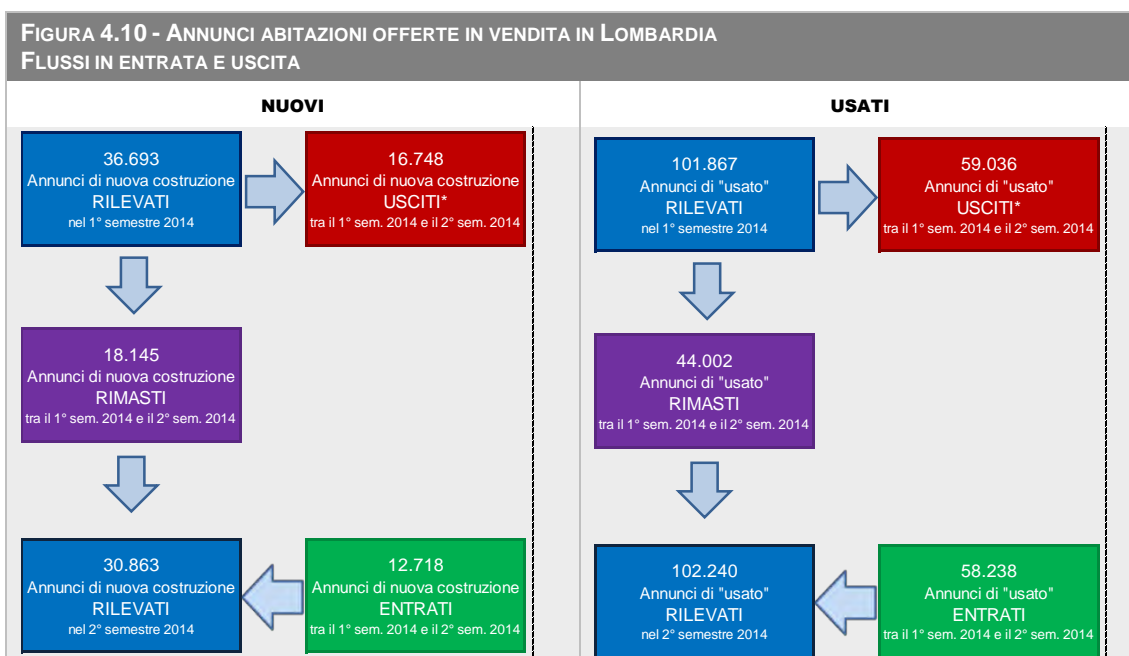 FIGURA 4.10 - ANNUNCI ABITAZIONI OFFERTE IN VENDITA IN LOMBARDIA
FLUSSI IN ENTRATA E USCITA
NUOVI
36.693
Annunci di nuova costruzione
RILEVATI
nel 1° semestre 2014
16.748
Annunci di nuova costruzione
USCITI*
tra il 1° sem. 2014 e il 2° sem. 2014
18.145
Annunci di nuova costruzione
RIMASTI
tra il 1° sem. 2014 e il 2° sem. 2014
30.863
Annunci di nuova costruzione
RILEVATI
nel 2° semestre 2014
12.718
Annunci di nuova costruzione
ENTRATI
tra il 1° sem. 2014 e il 2° sem. 2014
USATI
101.867
Annunci di "usato"
RILEVATI
nel 1° semestre 2014
59.036
Annunci di "usato"
USCITI*
tra il 1° sem. 2014 e il 2° sem. 2014
44.002
Annunci di "usato"
RIMASTI
tra il 1° sem. 2014 e il 2° sem. 2014
102.240
Annunci di "usato"
RILEVATI
nel 2° semestre 2014
58.238
Annunci di "usato"
ENTRATI
tra il 1° sem. 2014 e il 2° sem. 2014